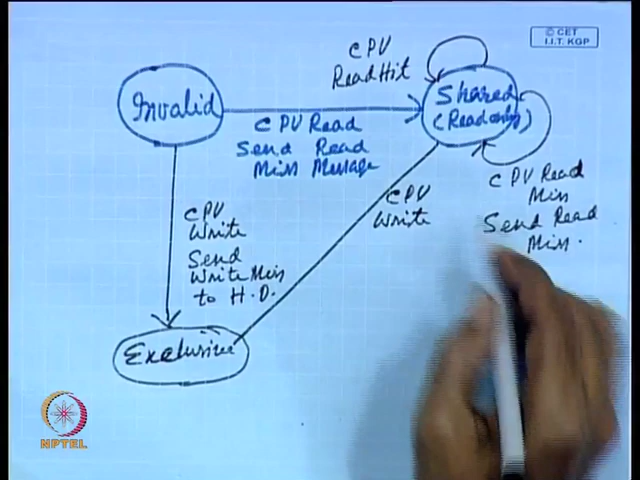 © CET
I.I.T. KGP
CPU
Read Hit
Invalid
Shared
(Read only)
CPU Read
Send Read
Miss Message
CPU Read
Miss
Send Read
Miss.
CPU
Write
CPU
Write
Send
Write Miss
to H.D.
Exclusive
NPTEL